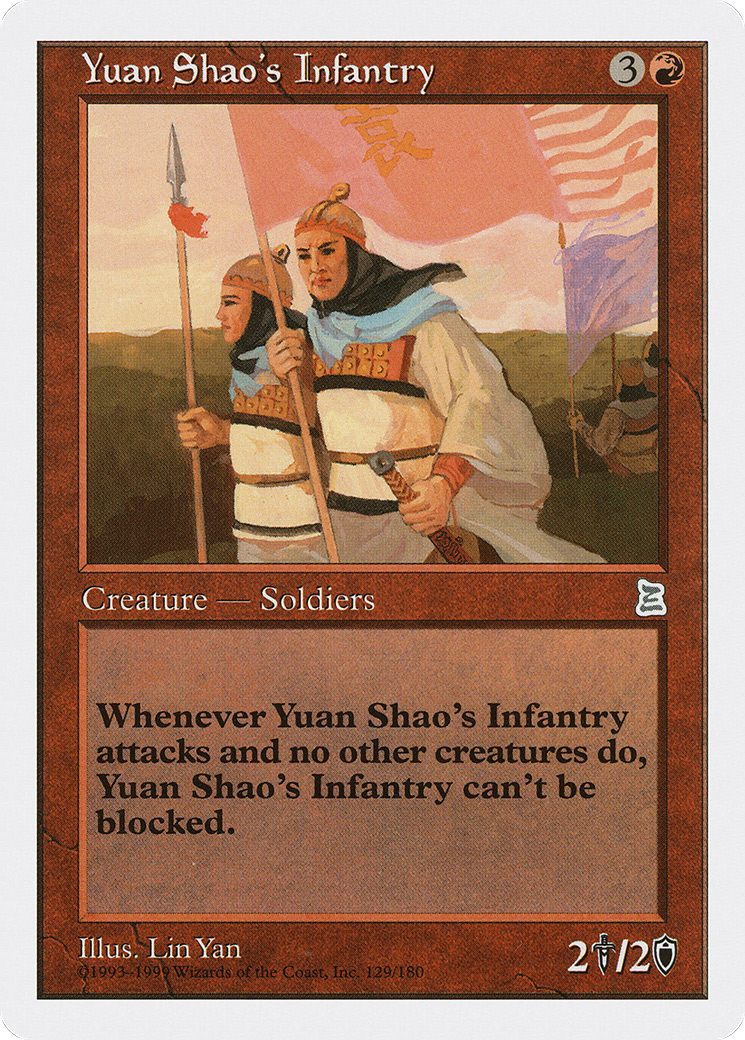 Yuan Shao's Infantry 3
Creature — Soldiers
Whenever Yuan Shao's Infantry
attacks and no other creatures do,
Yuan Shao's Infantry can't be
blocked.
Illus. Lin Yan
2/2
©1993–1999 Wizards of the Coast, Inc. 129/180